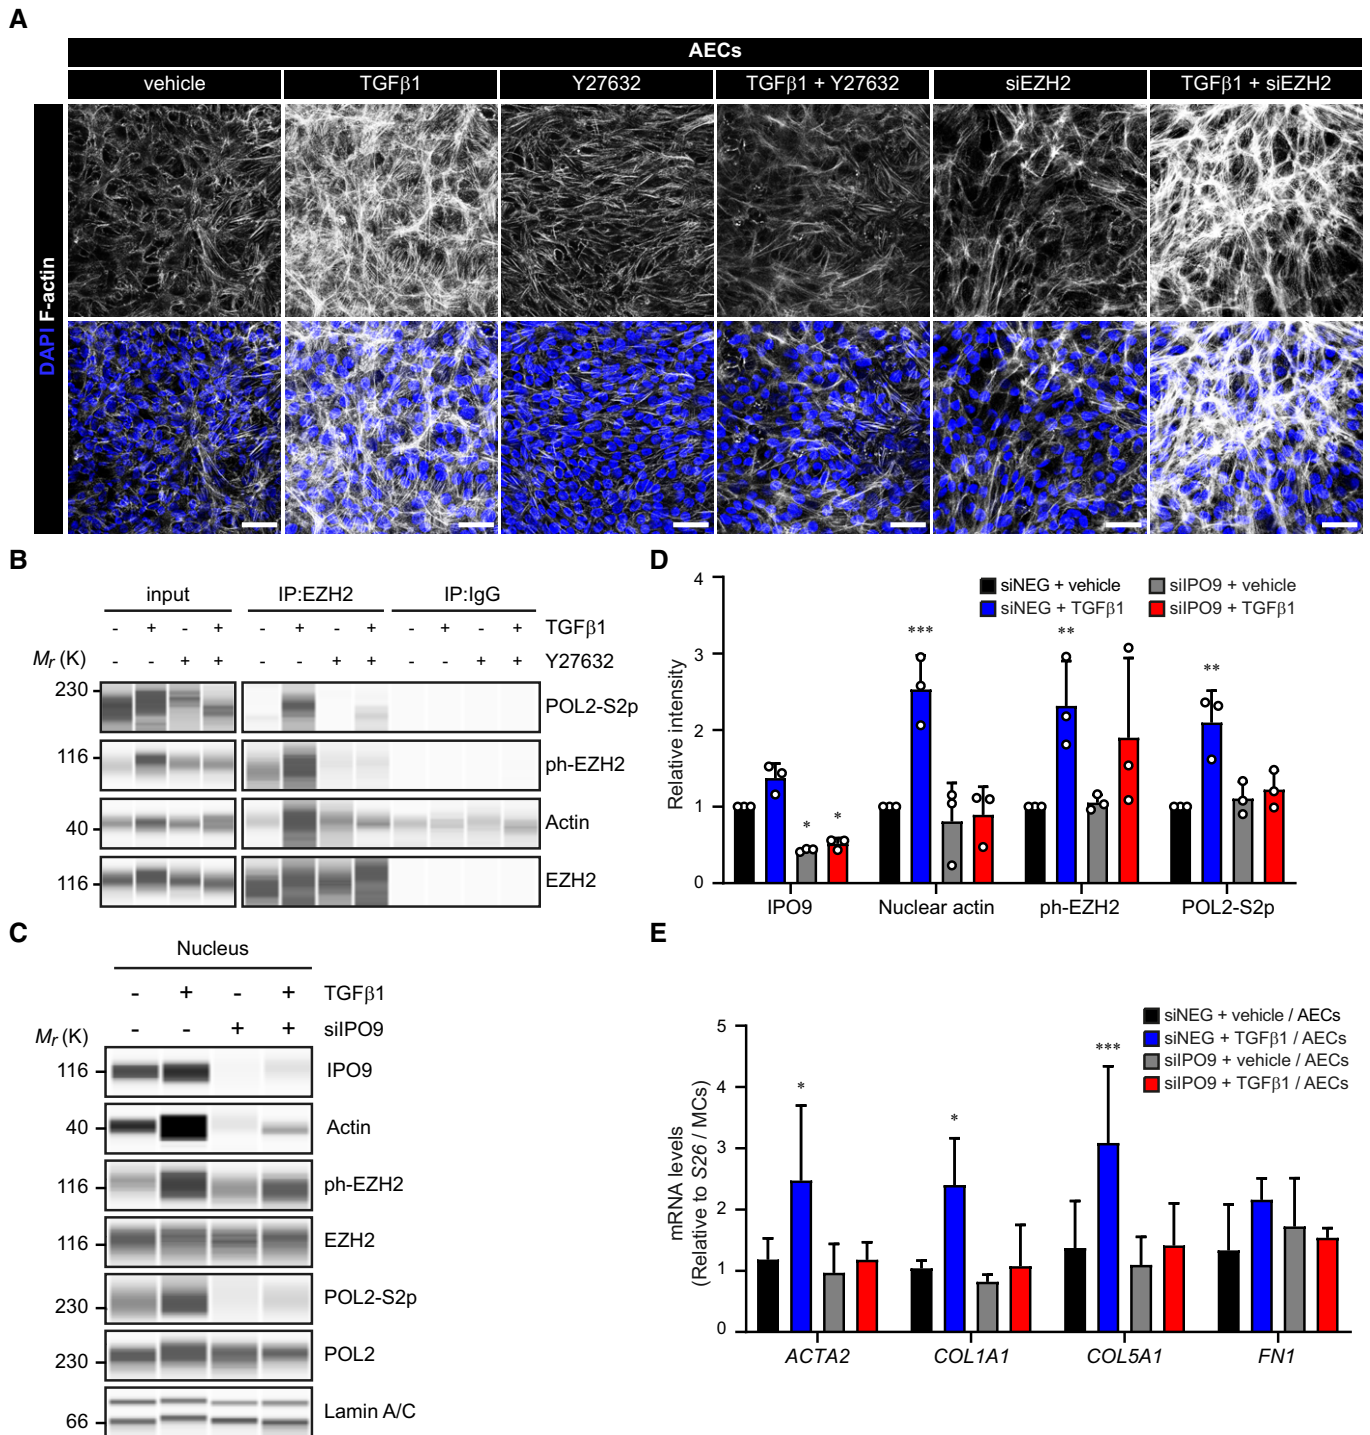 A
AECs
vehicle TGFβ1 Y27632 TGFβ1 + Y27632 siEZH2 TGFβ1 + siEZH2
DAPI F-actin
B
input IP:EZH2 IP:IgG
- + - + - + - + - + - + TGFβ1
Mr (K) - - + + - - + + - - + + Y27632
230 POL2-S2p
116 ph-EZH2
40 Actin
116 EZH2
C
Nucleus
- + - + TGFβ1
Mr (K) - - + + siIPO9
116 IPO9
40 Actin
116 ph-EZH2
116 EZH2
230 POL2-S2p
230 POL2
66 Lamin A/C
D
siNEG + vehicle siIPO9 + vehicle
siNEG + TGFβ1 siIPO9 + TGFβ1
Relative intensity
4
3
2
1
0
* * *** ** **
IPO9 Nuclear actin ph-EZH2 POL2-S2p
E
siNEG + vehicle / AECs
siNEG + TGFβ1 / AECs
siIPO9 + vehicle / AECs
siIPO9 + TGFβ1 / AECs
mRNA levels
(Relative to S26 / MCs)
5
4
3
2
1
0
* * ***
ACTA2 COL1A1 COL5A1 FN1